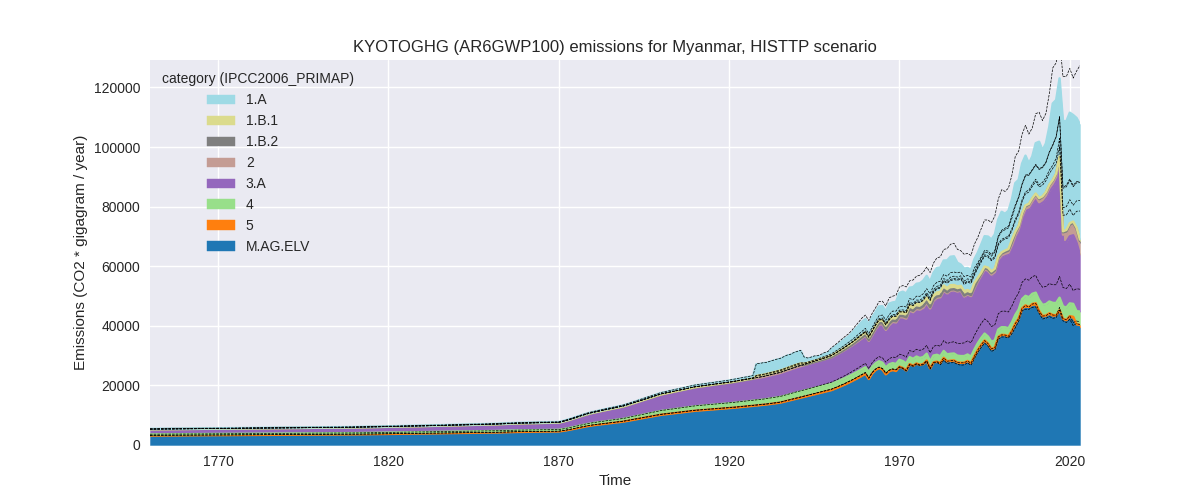 KYOTOGHG (AR6GWP100) emissions for Myanmar, HISTTP scenario
Emissions (CO2 * gigagram / year)
120000
100000
80000
60000
40000
20000
0
category (IPCC2006_PRIMAP)
1.A
1.B.1
1.B.2
2
3.A
4
5
M.AG.ELV
1770
1820
1870
1920
1970
2020
Time